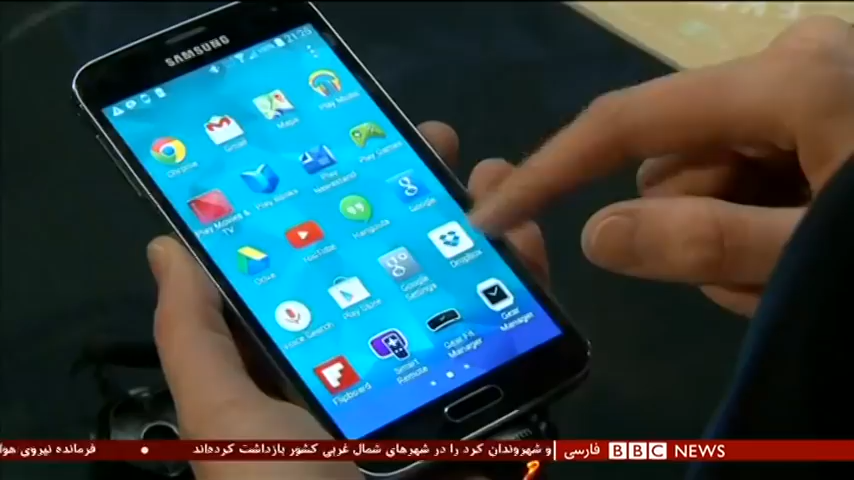 SAMSUNG
21:25
Chrome
Gmail
Maps
Play Music
Play Movies & TV
Play Books
Play Newsstand
Play Games
Drive
YouTube
Hangouts
Google
Voice Search
Play Store
Google Settings
Dropbox
Flipboard
Smart Remote
Gear Fit Manager
Gear Manager
و شهروندان کرد را در شهرهای شمال غربی کشور بازداشت کرده‌اند • فرمانده نیروی هوا
فارسی BBC NEWS